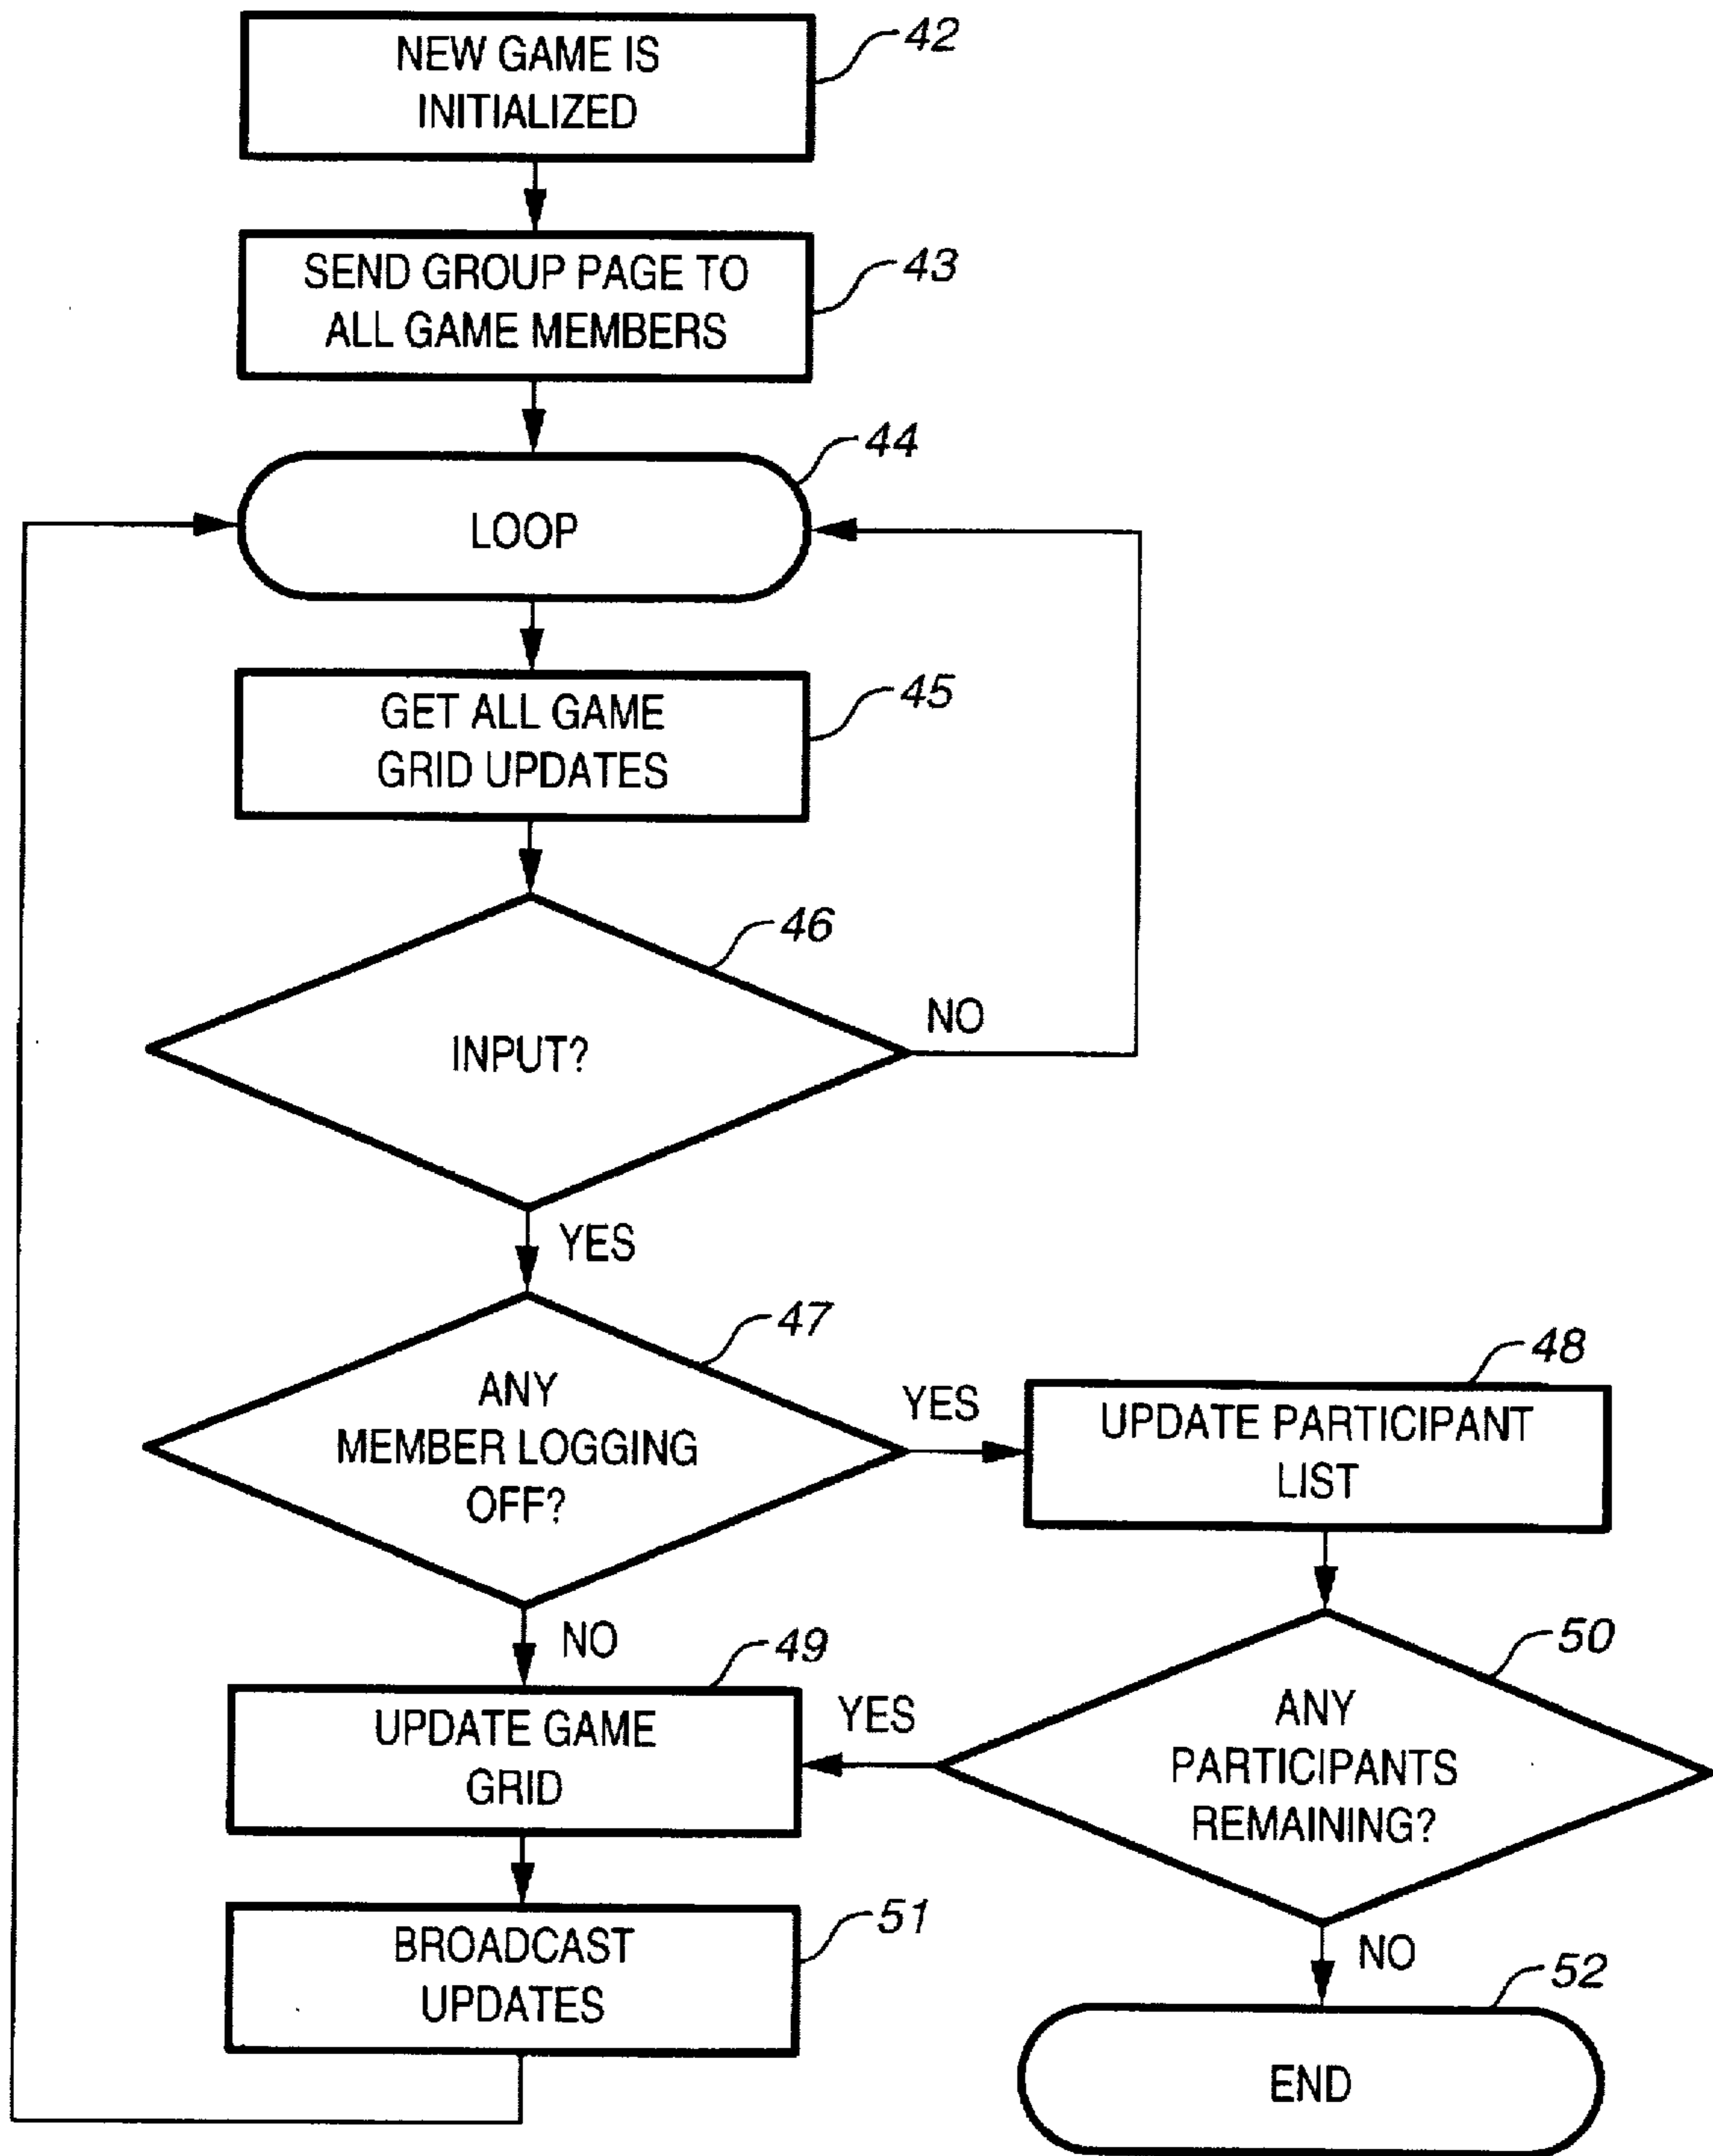 NEW GAME IS
INITIALIZED
42
SEND GROUP PAGE TO
ALL GAME MEMBERS
43
44
LOOP
GET ALL GAME
GRID UPDATES
45
46
INPUT?
NO
YES
47
ANY
MEMBER LOGGING
OFF?
YES
48
UPDATE PARTICIPANT
LIST
NO
49
UPDATE GAME
GRID
YES
50
ANY
PARTICIPANTS
REMAINING?
BROADCAST
UPDATES
51
NO
52
END